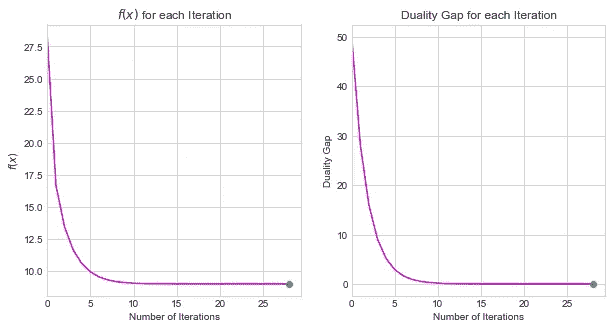 f(x) for each Iteration
27.5
25.0
22.5
20.0
17.5
15.0
12.5
10.0
f(x)
0 5 10 15 20 25
Number of Iterations
Duality Gap for each Iteration
50
40
30
20
10
0
Duality Gap
0 5 10 15 20 25
Number of Iterations